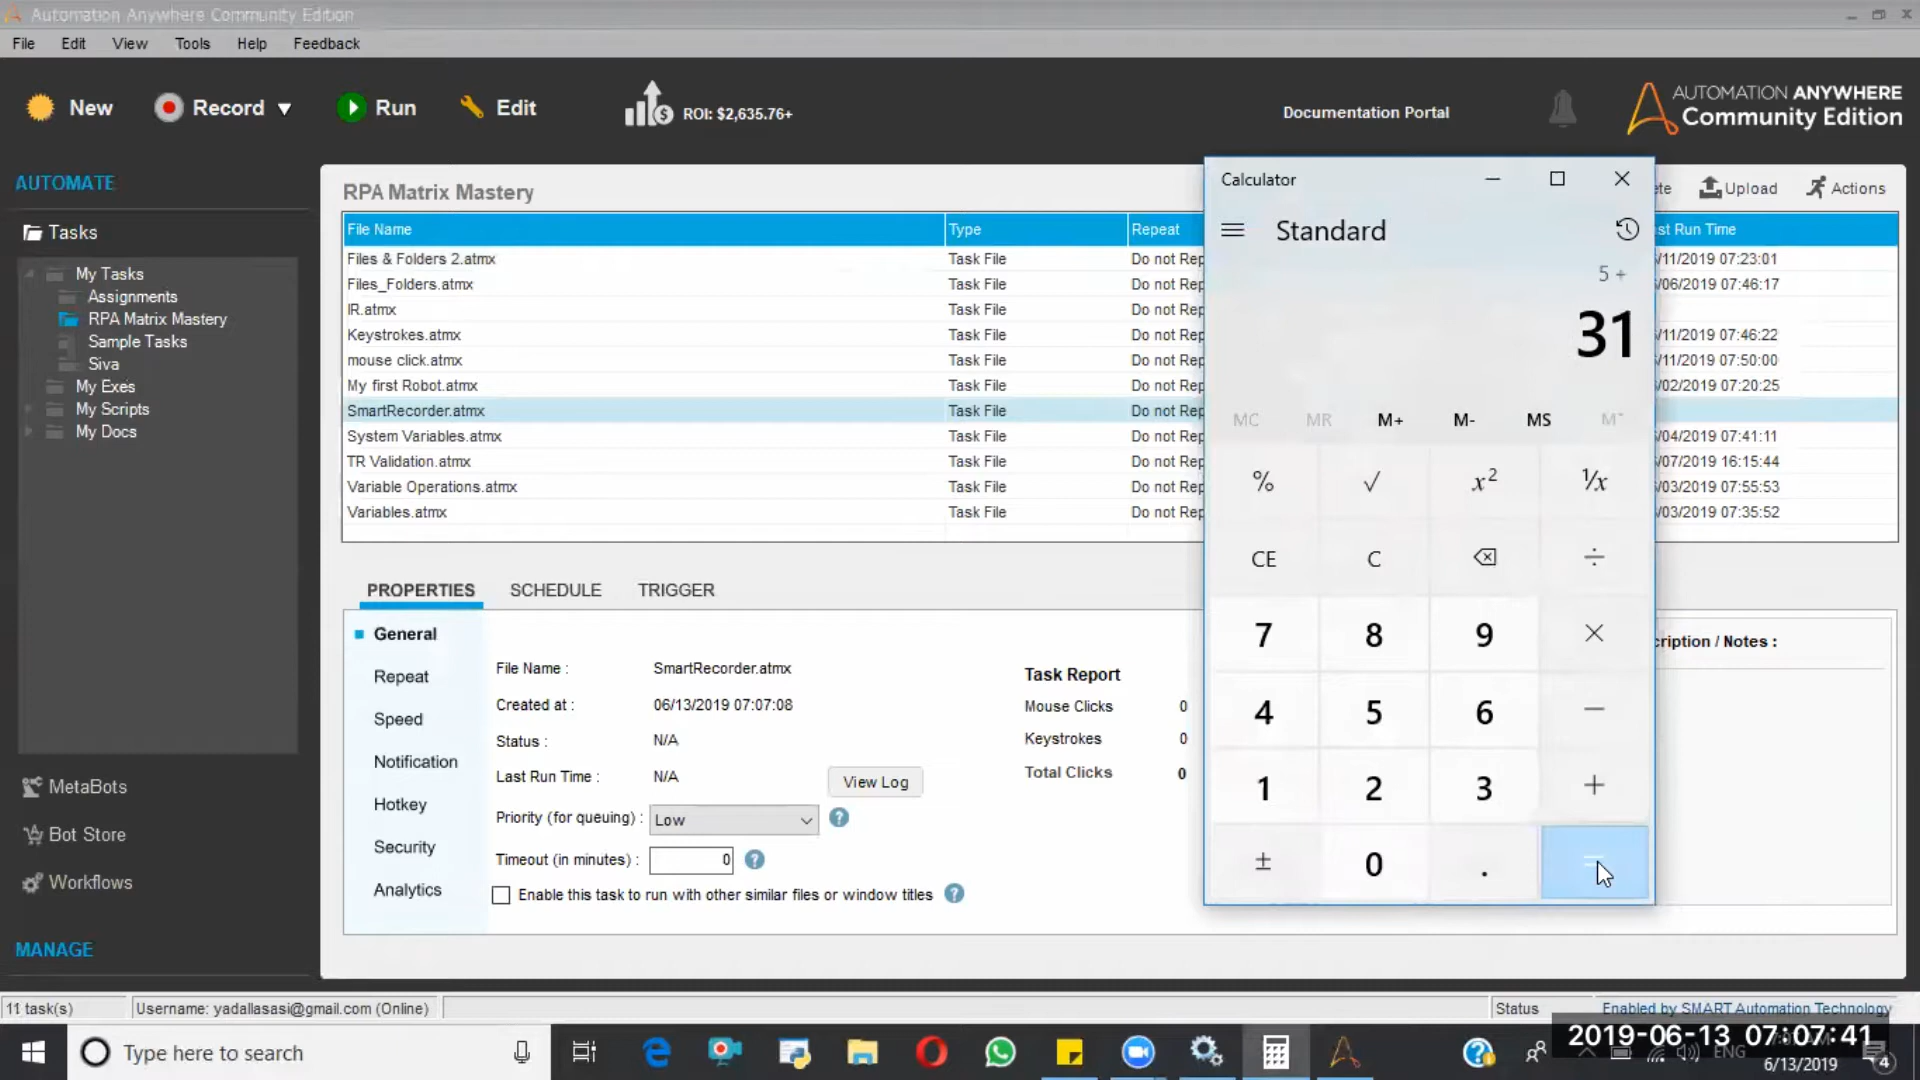 Automation Anywhere Community Edition
File Edit View Tools Help Feedback
New Record Run Edit ROI: $2,635.76+ Documentation Portal AUTOMATION ANYWHERE Community Edition
AUTOMATE
Tasks
My Tasks
Assignments
RPA Matrix Mastery
Sample Tasks
Siva
My Exes
My Scripts
My Docs
MetaBots
Bot Store
Workflows
MANAGE
RPA Matrix Mastery Upload Actions
File Name Type Repeat Run Time
Files & Folders 2.atmx Task File Do not Rep /11/2019 07:23:01
Files_Folders.atmx Task File Do not Rep /06/2019 07:46:17
IR.atmx Task File Do not Rep
Keystrokes.atmx Task File Do not Rep /11/2019 07:46:22
mouse click.atmx Task File Do not Rep /11/2019 07:50:00
My first Robot.atmx Task File Do not Rep /02/2019 07:20:25
SmartRecorder.atmx Task File Do not Rep
System Variables.atmx Task File Do not Rep /04/2019 07:41:11
TR Validation.atmx Task File Do not Rep /07/2019 16:15:44
Variable Operations.atmx Task File Do not Rep /03/2019 07:55:53
Variables.atmx Task File Do not Rep /03/2019 07:35:52
PROPERTIES SCHEDULE TRIGGER
General
Repeat
Speed
Notification
Hotkey
Security
Analytics
File Name : SmartRecorder.atmx
Created at : 06/13/2019 07:07:08
Status : N/A
Last Run Time : N/A View Log
Priority (for queuing) : Low ?
Timeout (in minutes) : 0 ?
Enable this task to run with other similar files or window titles ?
Task Report
Mouse Clicks 0
Keystrokes 0
Total Clicks 0
cription / Notes :
Calculator
Standard
5 +
31
MC MR M+ M- MS M˅
% √ x² ¹/x
CE C ÷
7 8 9 ×
4 5 6 −
1 2 3 +
± 0 . =
11 task(s) Username: yadallasasi@gmail.com (Online) Status Enabled by SMART Automation Technology
Type here to search
ENG
2019-06-13 07:07:41
6/13/2019 4